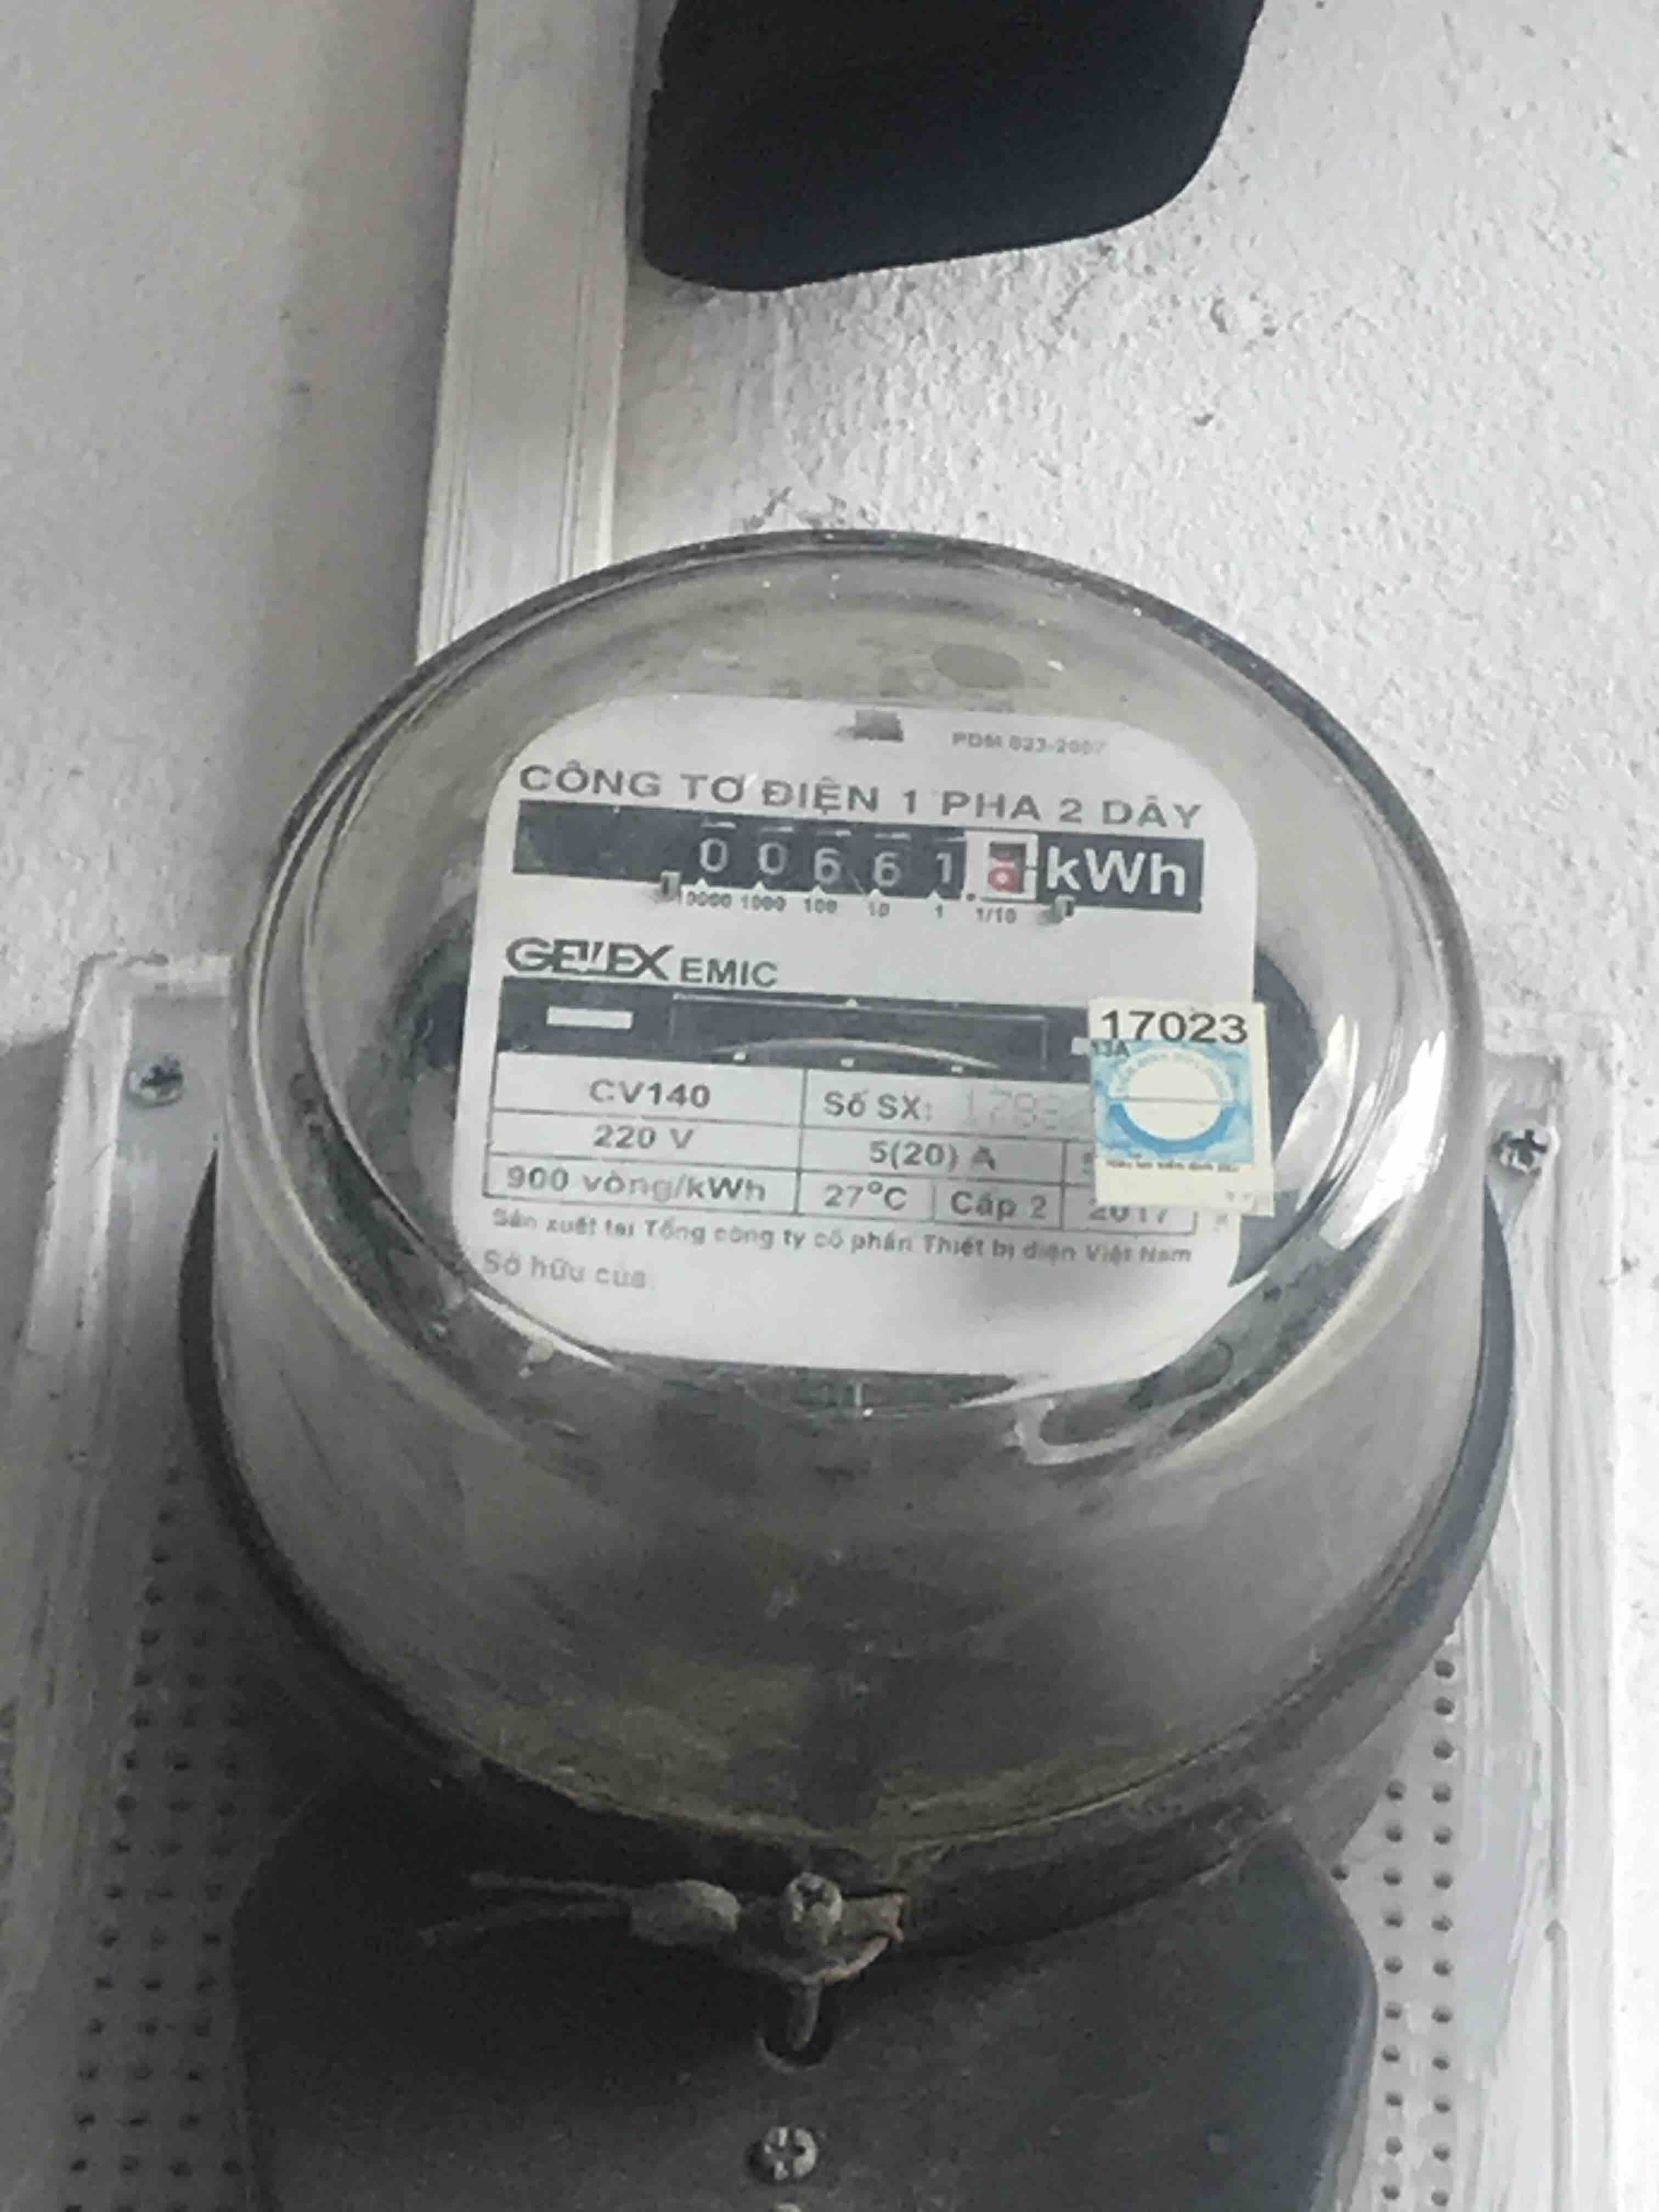 PDM 023-2007
CÔNG TƠ ĐIỆN 1 PHA 2 DÂY
0 0 6 6 1 kWh
10000 1000 100 10 1 1/10
GELEX EMIC
17023
13A
CV140 Số SX:
220 V 5(20) A
900 vòng/kWh 27°C Cấp 2 2017
Sản xuất tại Tổng công ty cổ phần Thiết bị điện Việt Nam
Sở hữu của: